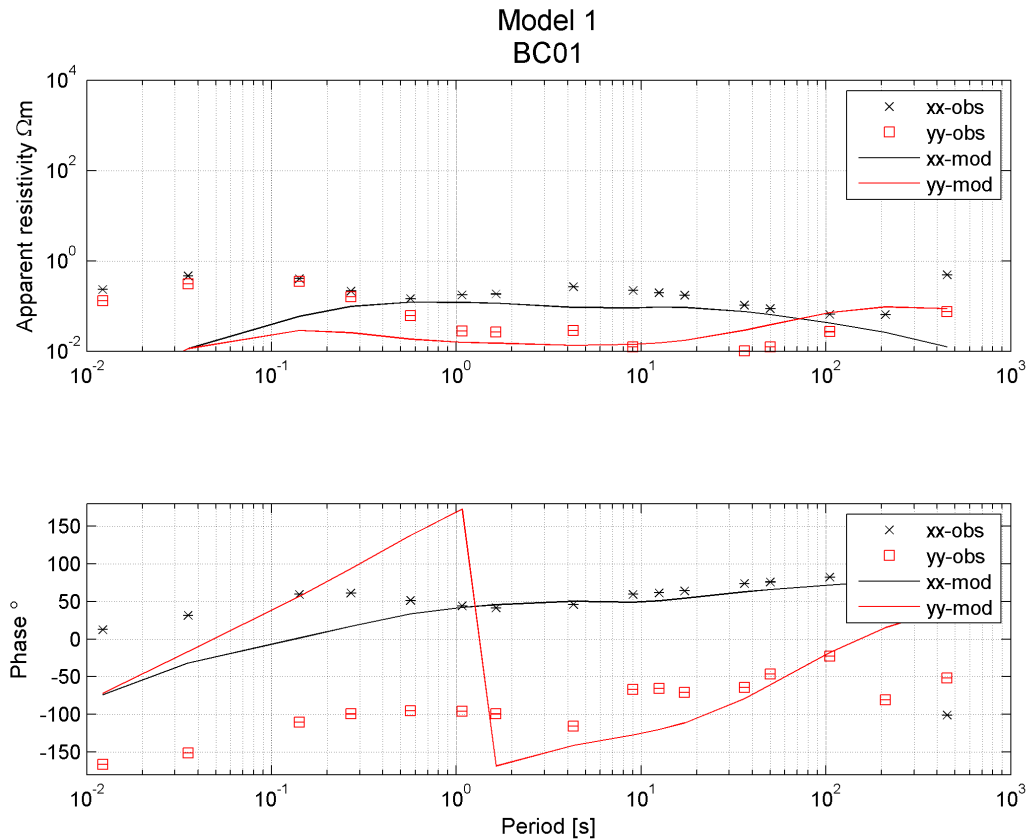 Model 1
BC01
Apparent resistivity Ωm
10^4
10^2
10^0
10^-2
xx-obs
yy-obs
xx-mod
yy-mod
10^-2 10^-1 10^0 10^1 10^2 10^3
Phase °
150
100
50
0
-50
-100
-150
xx-obs
yy-obs
xx-mod
yy-mod
10^-2 10^-1 10^0 10^1 10^2 10^3
Period [s]